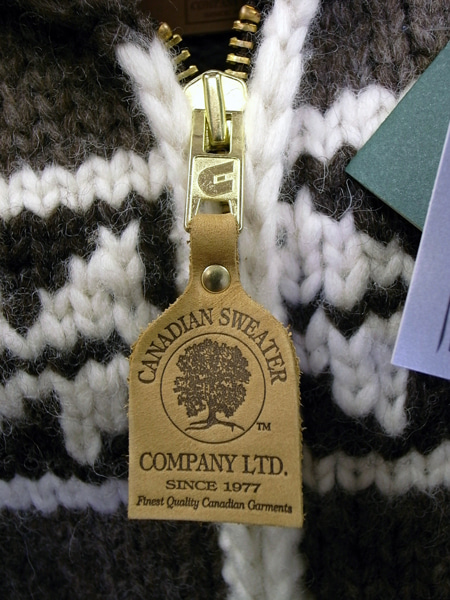 CANADIAN SWEATER
TM
COMPANY LTD.
SINCE 1977
Finest Quality Canadian Garments